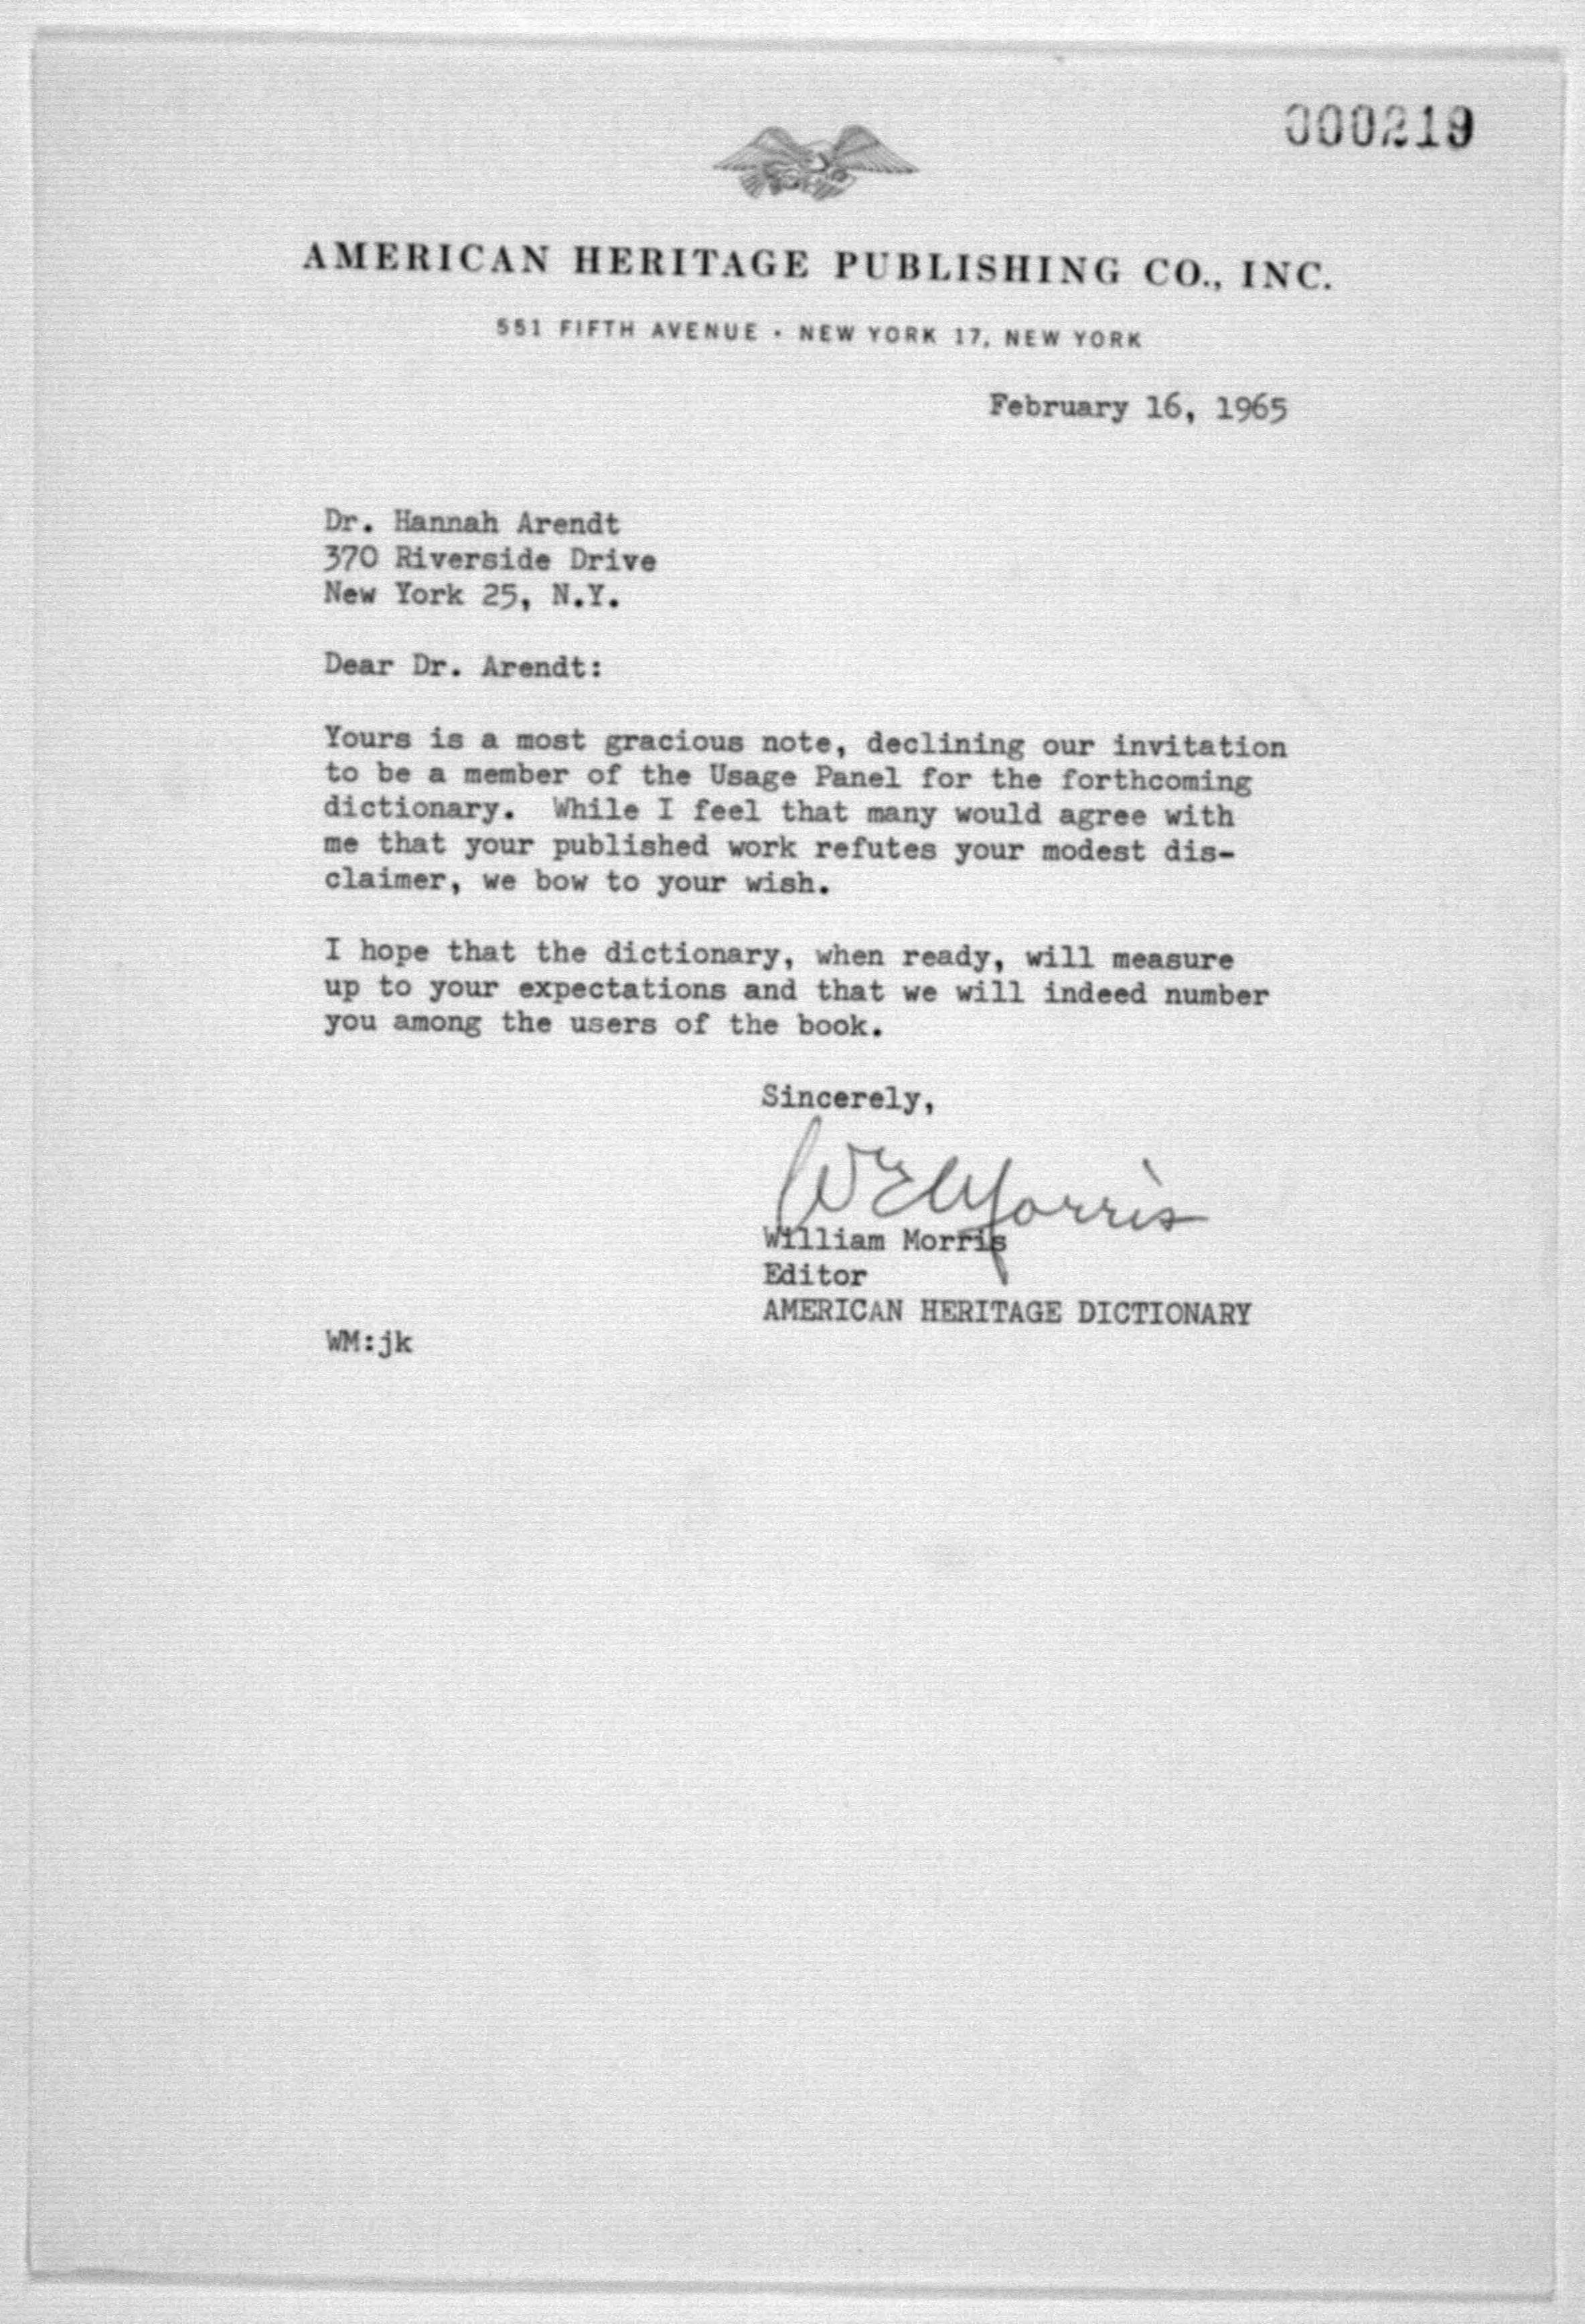 000219
AMERICAN HERITAGE PUBLISHING CO., INC.
551 FIFTH AVENUE · NEW YORK 17, NEW YORK
February 16, 1965
Dr. Hannah Arendt
370 Riverside Drive
New York 25, N.Y.
Dear Dr. Arendt:
Yours is a most gracious note, declining our invitation
to be a member of the Usage Panel for the forthcoming
dictionary.  While I feel that many would agree with
me that your published work refutes your modest dis-
claimer, we bow to your wish.
I hope that the dictionary, when ready, will measure
up to your expectations and that we will indeed number
you among the users of the book.
Sincerely,
WE Morris
William Morris
Editor
AMERICAN HERITAGE DICTIONARY
WM:jk